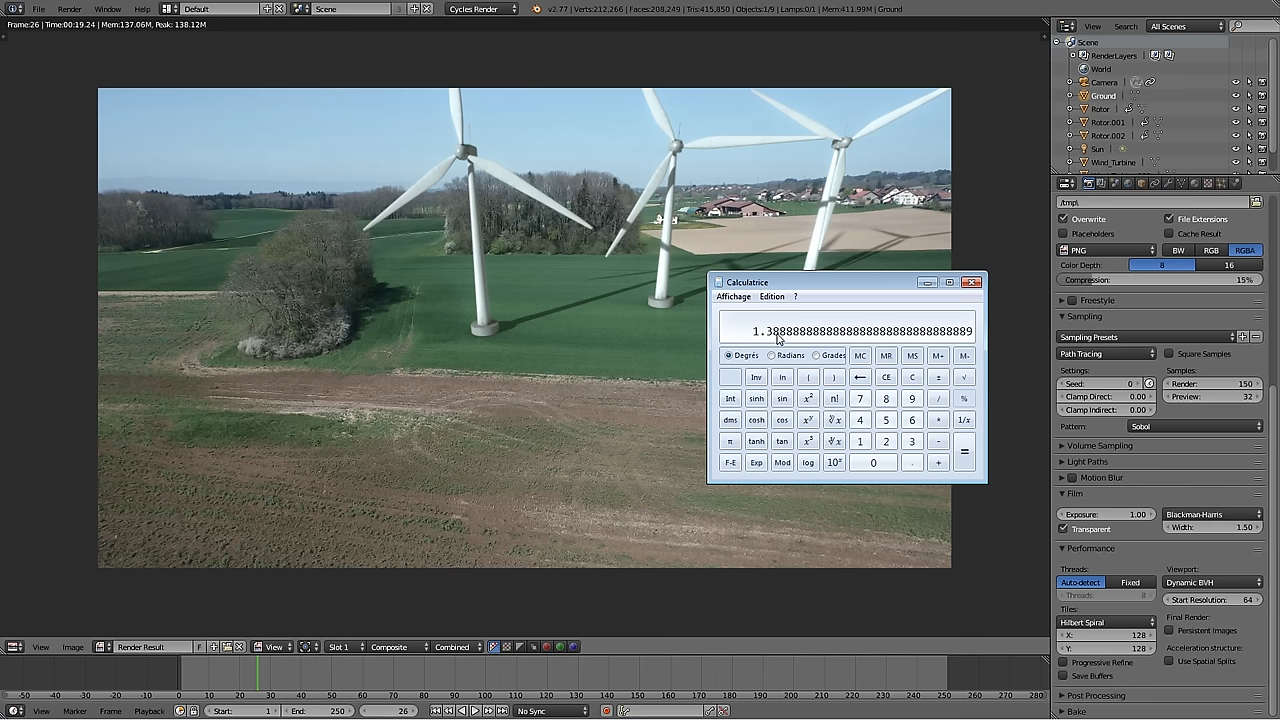 File Render Window Help Default Scene 3 Cycles Render v2.77 | Verts:212,266 | Faces:208,249 | Tris:415,850 | Objects:1/9 | Lamps:0/1 | Mem:411.99M | Ground
Frame:26 | Time:00:19.24 | Mem:137.06M, Peak: 138.12M
View Search All Scenes
Scene
RenderLayers
World
Camera
Ground
Rotor
Rotor.001
Rotor.002
Sun
Wind_Turbine
/tmp\
Overwrite File Extensions
Placeholders Cache Result
PNG BW RGB RGBA
Color Depth: 8 16
Compression: 15%
Freestyle
Sampling
Sampling Presets
Path Tracing Square Samples
Settings: Samples:
Seed: 0 Render: 150
Clamp Direct: 0.00 Preview: 32
Clamp Indirect: 0.00
Pattern: Sobol
Volume Sampling
Light Paths
Motion Blur
Film
Exposure: 1.00 Blackman-Harris
Transparent Width: 1.50
Performance
Threads: Viewport:
Auto-detect Fixed Dynamic BVH
Threads: 8 Start Resolution: 64
Tiles: Final Render:
Hilbert Spiral Persistent Images
X: 128 Acceleration structure:
Y: 128 Use Spatial Splits
Progressive Refine
Save Buffers
Post Processing
Bake
Calculatrice
Affichage Edition ?
Degrés Radians Grades MC MR MS M+ M-
Inv ln ( ) ← CE C ± √
Int sinh sin x² n! 7 8 9 / %
dms cosh cos xʸ ʸ√x 4 5 6 * 1/x
π tanh tan x³ ³√x 1 2 3 - =
F-E Exp Mod log 10ˣ 0 . +
View Image Render Result F View Slot 1 Composite Combined
-50 -40 -30 -20 -10 0 10 20 30 40 50 60 70 80 90 100 110 120 130 140 150 160 170 180 190 200 210 220 230 240 250 260 270 280
View Marker Frame Playback Start: 1 End: 250 26 No Sync